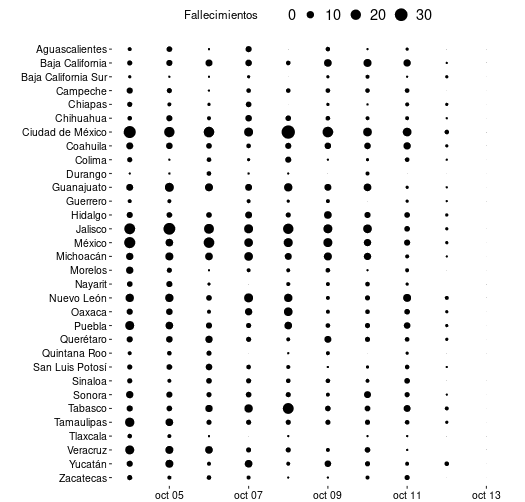 Fallecimientos 0 10 20 30
Aguascalientes
Baja California
Baja California Sur
Campeche
Chiapas
Chihuahua
Ciudad de México
Coahuila
Colima
Durango
Guanajuato
Guerrero
Hidalgo
Jalisco
México
Michoacán
Morelos
Nayarit
Nuevo León
Oaxaca
Puebla
Querétaro
Quintana Roo
San Luis Potosí
Sinaloa
Sonora
Tabasco
Tamaulipas
Tlaxcala
Veracruz
Yucatán
Zacatecas
oct 05 oct 07 oct 09 oct 11 oct 13